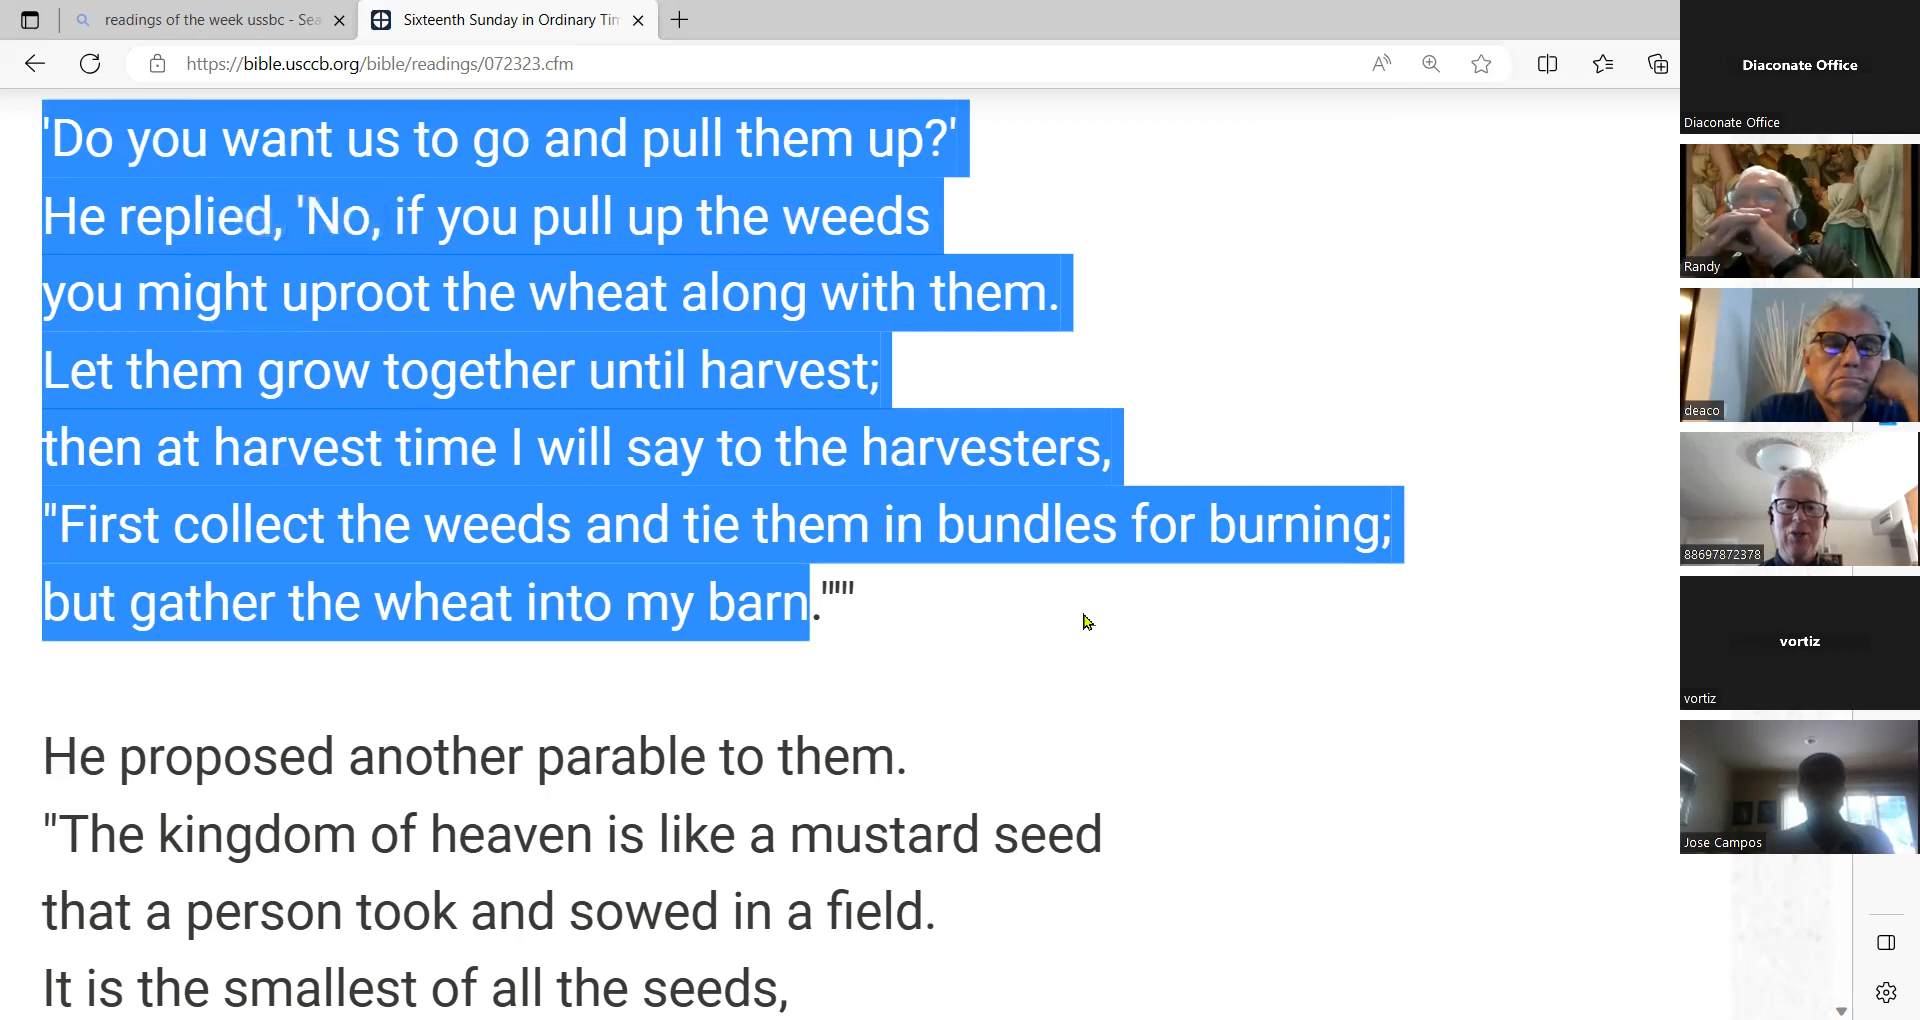 readings of the week ussbc - Sea
Sixteenth Sunday in Ordinary Tim
https://bible.usccb.org/bible/readings/072323.cfm
'Do you want us to go and pull them up?'
He replied, 'No, if you pull up the weeds
you might uproot the wheat along with them.
Let them grow together until harvest;
then at harvest time I will say to the harvesters,
"First collect the weeds and tie them in bundles for burning;
but gather the wheat into my barn."'"
He proposed another parable to them.
"The kingdom of heaven is like a mustard seed
that a person took and sowed in a field.
It is the smallest of all the seeds,
Diaconate Office
Diaconate Office
Randy
deaco
88697872378
vortiz
vortiz
Jose Campos